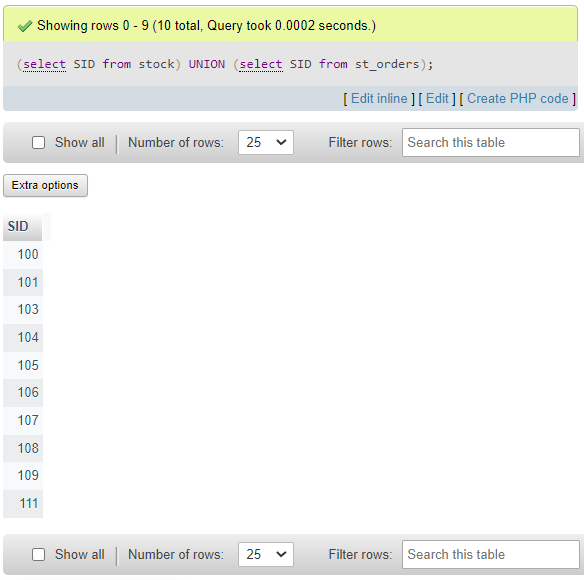 Showing rows 0 - 9 (10 total, Query took 0.0002 seconds.)
(select SID from stock) UNION (select SID from st_orders);
[ Edit inline ] [ Edit ] [ Create PHP code ]
Show all | Number of rows: 25 Filter rows: Search this table
Extra options
SID
100
101
103
104
105
106
107
108
109
111
Show all | Number of rows: 25 Filter rows: Search this table